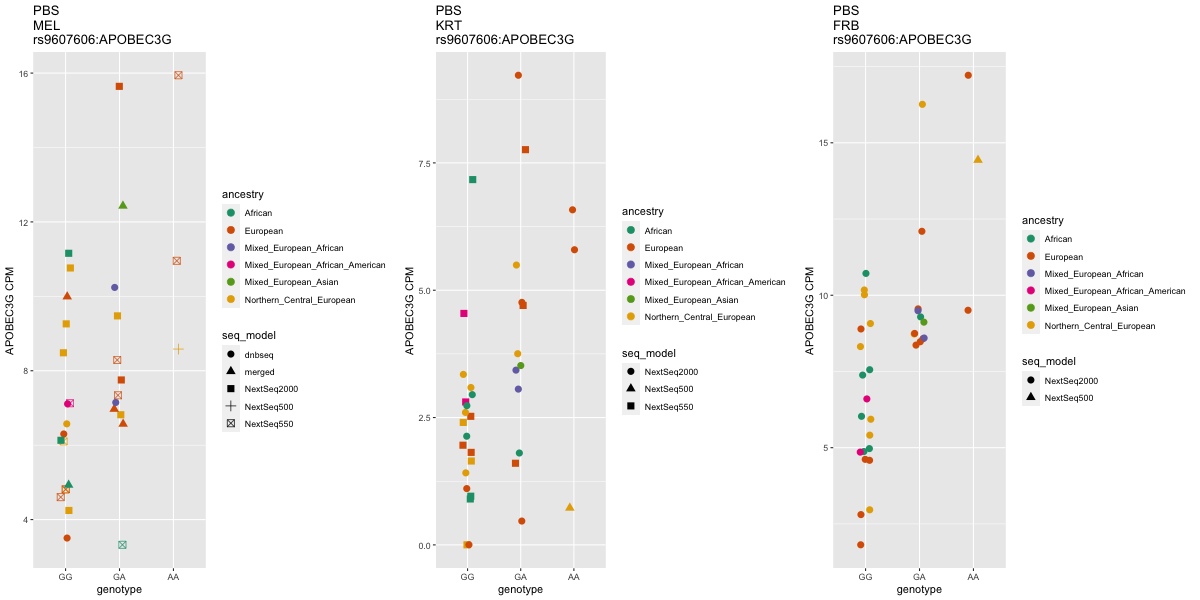 PBS
MEL
rs9607606:APOBEC3G
16
12
8
4
APOBEC3G CPM
GG GA AA
genotype
ancestry
African
European
Mixed_European_African
Mixed_European_African_American
Mixed_European_Asian
Northern_Central_European
seq_model
dnbseq
merged
NextSeq2000
NextSeq500
NextSeq550
PBS
KRT
rs9607606:APOBEC3G
7.5
5.0
2.5
0.0
APOBEC3G CPM
GG GA AA
genotype
ancestry
African
European
Mixed_European_African
Mixed_European_African_American
Mixed_European_Asian
Northern_Central_European
seq_model
NextSeq2000
NextSeq500
NextSeq550
PBS
FRB
rs9607606:APOBEC3G
15
10
5
APOBEC3G CPM
GG GA AA
genotype
ancestry
African
European
Mixed_European_African
Mixed_European_African_American
Mixed_European_Asian
Northern_Central_European
seq_model
NextSeq2000
NextSeq500